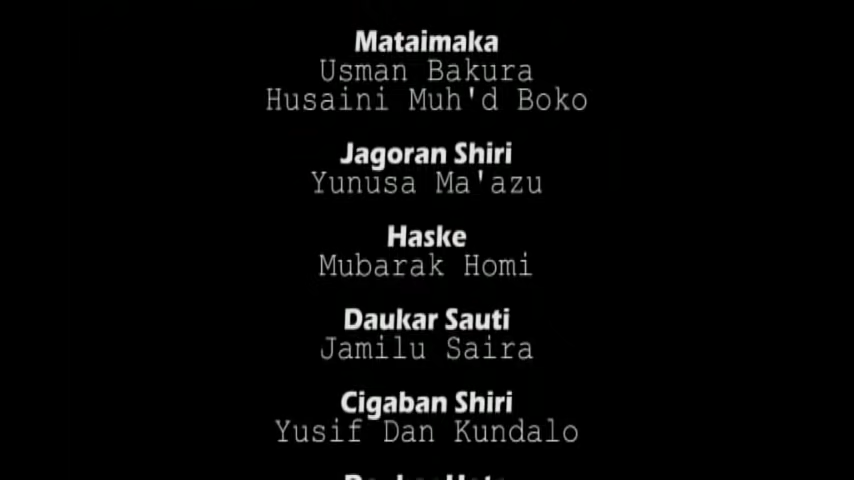 Mataimaka
Usman Bakura
Husaini Muh'd Boko
Jagoran Shiri
Yunusa Ma'azu
Haske
Mubarak Homi
Daukar Sauti
Jamilu Saira
Cigaban Shiri
Yusif Dan Kundalo